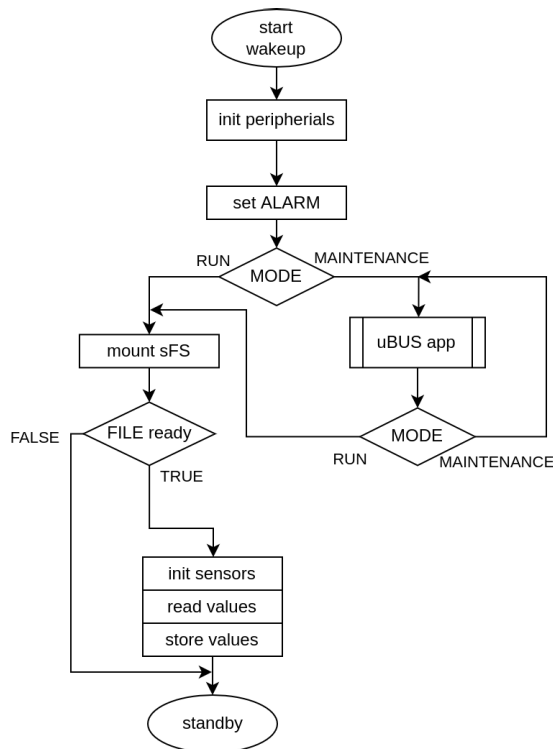 start
wakeup
init peripherials
set ALARM
RUN
MAINTENANCE
MODE
mount sFS
uBUS app
FILE ready
MODE
FALSE
TRUE
RUN
MAINTENANCE
init sensors
read values
store values
standby